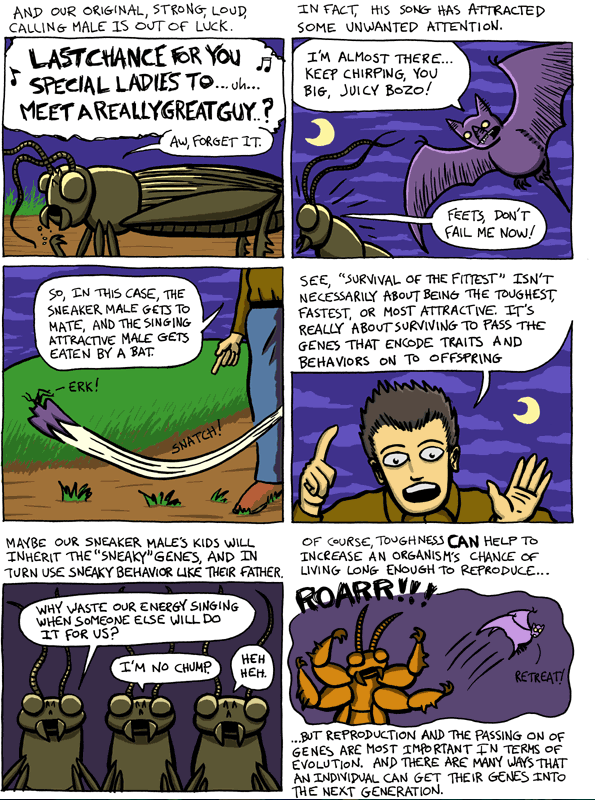 AND OUR ORIGINAL, STRONG, LOUD,
CALLING MALE IS OUT OF LUCK.
LAST CHANCE FOR YOU
SPECIAL LADIES TO... uh...
MEET A REALLY GREAT GUY..?
AW, FORGET IT.
IN FACT, HIS SONG HAS ATTRACTED
SOME UNWANTED ATTENTION.
I'M ALMOST THERE...
KEEP CHIRPING, YOU
BIG, JUICY BOZO!
FEETS, DON'T
FAIL ME NOW!
SO, IN THIS CASE, THE
SNEAKER MALE GETS TO
MATE, AND THE SINGING
ATTRACTIVE MALE GETS
EATEN BY A BAT.
ERK!
SNATCH!
SEE, "SURVIVAL OF THE FITTEST" ISN'T
NECESSARILY ABOUT BEING THE TOUGHEST,
FASTEST, OR MOST ATTRACTIVE. IT'S
REALLY ABOUT SURVIVING TO PASS THE
GENES THAT ENCODE TRAITS AND
BEHAVIORS ON TO OFFSPRING
MAYBE OUR SNEAKER MALE'S KIDS WILL
INHERIT THE "SNEAKY" GENES, AND IN
TURN USE SNEAKY BEHAVIOR LIKE THEIR FATHER.
WHY WASTE OUR ENERGY SINGING
WHEN SOMEONE ELSE WILL DO
IT FOR US?
I'M NO CHUMP.
HEH
HEH.
OF COURSE, TOUGHNESS CAN HELP TO
INCREASE AN ORGANISM'S CHANCE OF
LIVING LONG ENOUGH TO REPRODUCE...
ROARR!!!
RETREAT!
...BUT REPRODUCTION AND THE PASSING ON OF
GENES ARE MOST IMPORTANT IN TERMS OF
EVOLUTION. AND THERE ARE MANY WAYS THAT
AN INDIVIDUAL CAN GET THEIR GENES INTO
THE NEXT GENERATION.